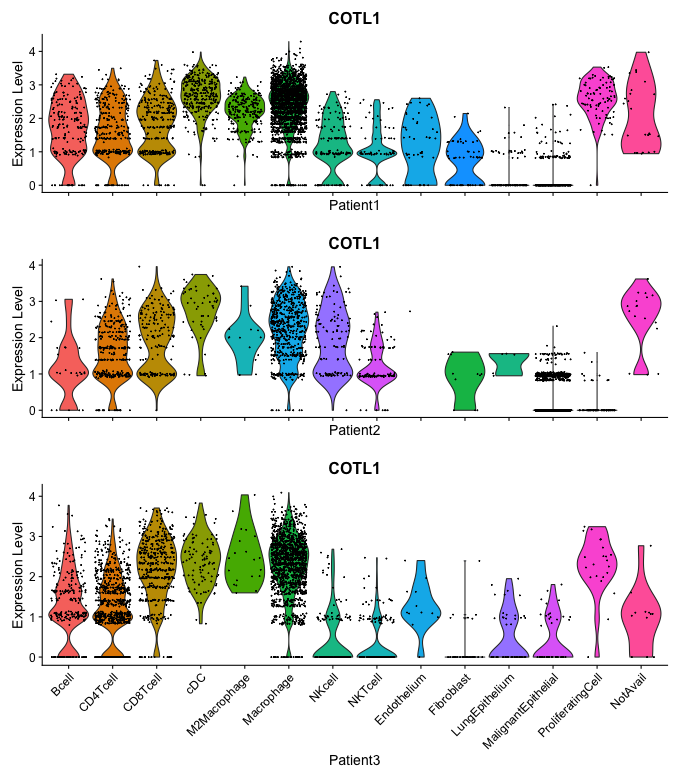 COTL1
Expression Level
4
3
2
1
0
Patient1
COTL1
Expression Level
4
3
2
1
0
Patient2
COTL1
Expression Level
4
3
2
1
0
Bcell
CD4Tcell
CD8Tcell
cDC
M2Macrophage
Macrophage
NKcell
NKTcell
Endothelium
Fibroblast
LungEpithelium
MalignantEpithelial
ProliferatingCell
NotAvail
Patient3